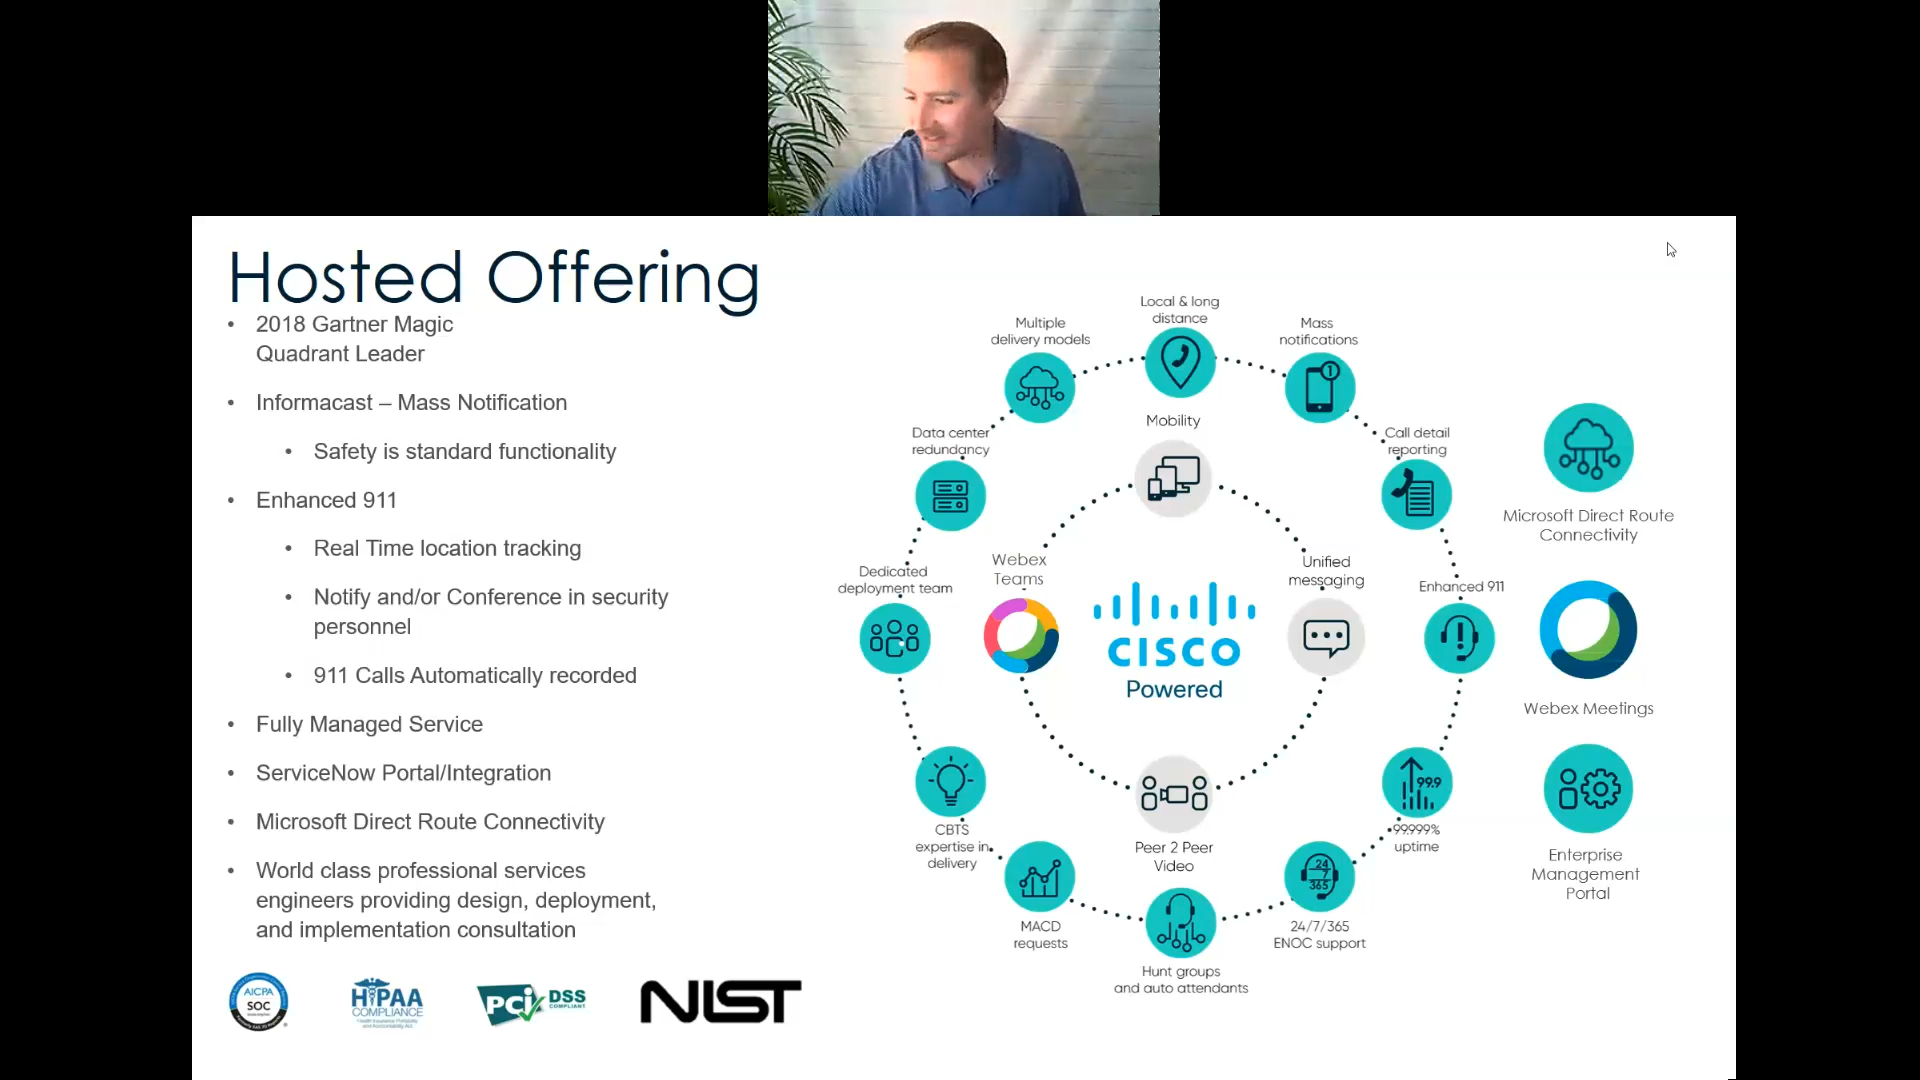 Hosted Offering
• 2018 Gartner Magic
Quadrant Leader
• Informacast – Mass Notification
• Safety is standard functionality
• Enhanced 911
• Real Time location tracking
• Notify and/or Conference in security
personnel
• 911 Calls Automatically recorded
• Fully Managed Service
• ServiceNow Portal/Integration
• Microsoft Direct Route Connectivity
• World class professional services
engineers providing design, deployment,
and implementation consultation
AICPA
SOC
HIPAA
COMPLIANCE
PCI DSS
COMPLIANT
NIST
Local & long
distance
Multiple
delivery models
Mass
notifications
1
Mobility
Data center
redundancy
Call detail
reporting
Webex
Teams
Unified
messaging
Dedicated
deployment team
Enhanced 911
CISCO
Powered
CBTS
expertise in
delivery
99.9
99.999%
uptime
Peer 2 Peer
Video
MACD
requests
24
7
365
24/7/365
ENOC support
Hunt groups
and auto attendants
Microsoft Direct Route
Connectivity
Webex Meetings
Enterprise
Management
Portal